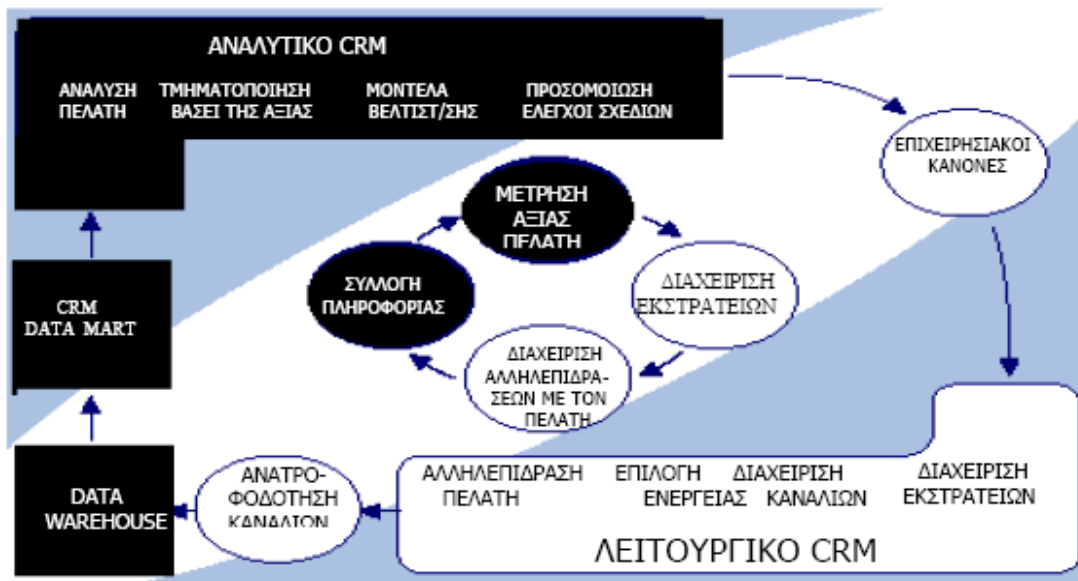 ΑΝΑΛΥΤΙΚΟ CRM
ΑΝΑΛΥΣΗ ΤΜΗΜΑΤΟΠΟΙΗΣΗ ΜΟΝΤΕΛΑ ΠΡΟΣΟΜΟΙΩΣΗ
ΠΕΛΑΤΗ ΒΑΣΕΙ ΤΗΣ ΑΞΙΑΣ ΒΕΛΤΙΣΤ/ΣΗΣ ΕΛΕΓΧΟΙ ΣΧΕΔΙΩΝ
ΕΠΙΧΕΙΡΗΣΙΑΚΟΙ
ΚΑΝΟΝΕΣ
ΜΕΤΡΗΣΗ
ΑΞΙΑΣ
ΠΕΛΑΤΗ
ΣΥΛΛΟΓΗ
ΠΛΗΡΟΦΟΡΙΑΣ
ΔΙΑΧΕΙΡΙΣΗ
ΕΚΣΤΡΑΤΕΙΩΝ
CRM
DATA MART
ΔΙΑΧΕΙΡΙΣΗ
ΑΛΛΗΛΕΠΙΔΡΑ-
ΣΕΩΝ ΜΕ ΤΟΝ
ΠΕΛΑΤΗ
DATA
WAREHOUSE
ΑΝΑΤΡΟ-
ΦΟΔΟΤΗΣΗ
ΚΑΝΑΛΙΩΝ
ΑΛΛΗΛΕΠΙΔΡΑΣΗ ΕΠΙΛΟΓΗ ΔΙΑΧΕΙΡΙΣΗ ΔΙΑΧΕΙΡΙΣΗ
ΠΕΛΑΤΗ ΕΝΕΡΓΕΙΑΣ ΚΑΝΑΛΙΩΝ ΕΚΣΤΡΑΤΕΙΩΝ
ΛΕΙΤΟΥΡΓΙΚΟ CRM